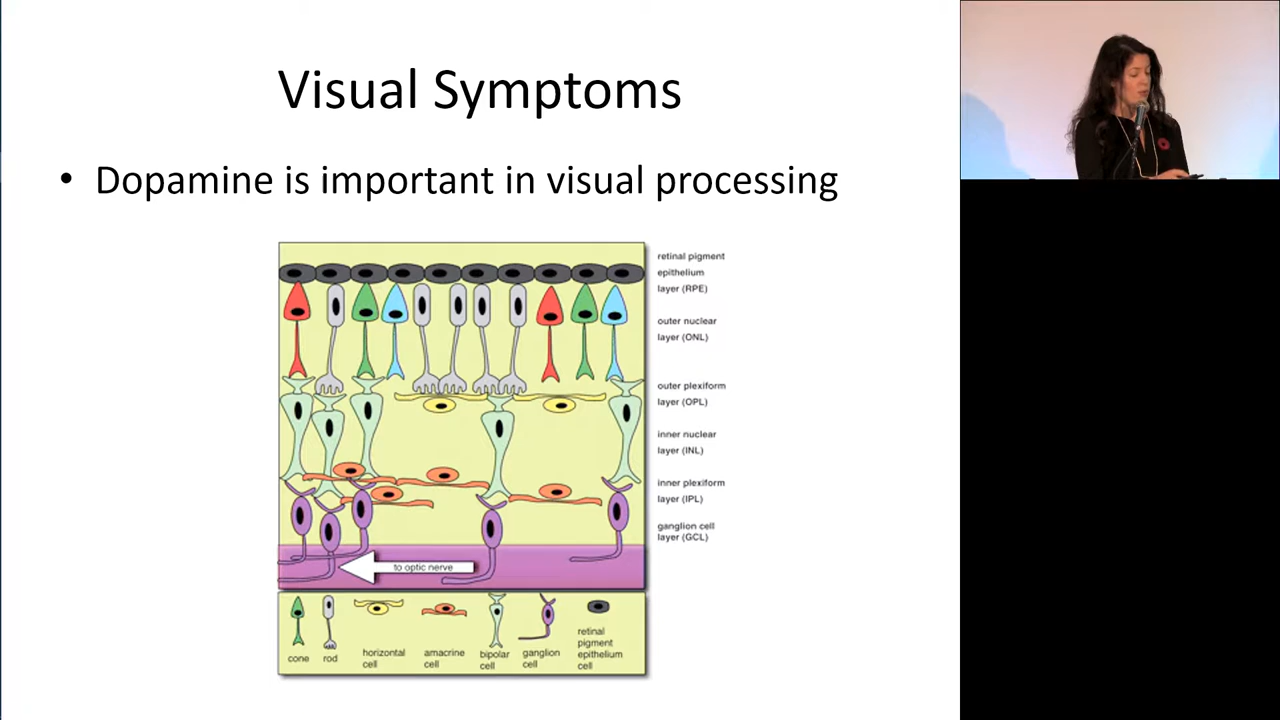 Visual Symptoms
• Dopamine is important in visual processing
retinal pigment
epithelium
layer (RPE)
outer nuclear
layer (ONL)
outer plexiform
layer (OPL)
inner nuclear
layer (INL)
inner plexiform
layer (IPL)
ganglion cell
layer (GCL)
to optic nerve
cone
rod
horizontal
cell
amacrine
cell
bipolar
cell
ganglion
cell
retinal
pigment
epithelium
cell